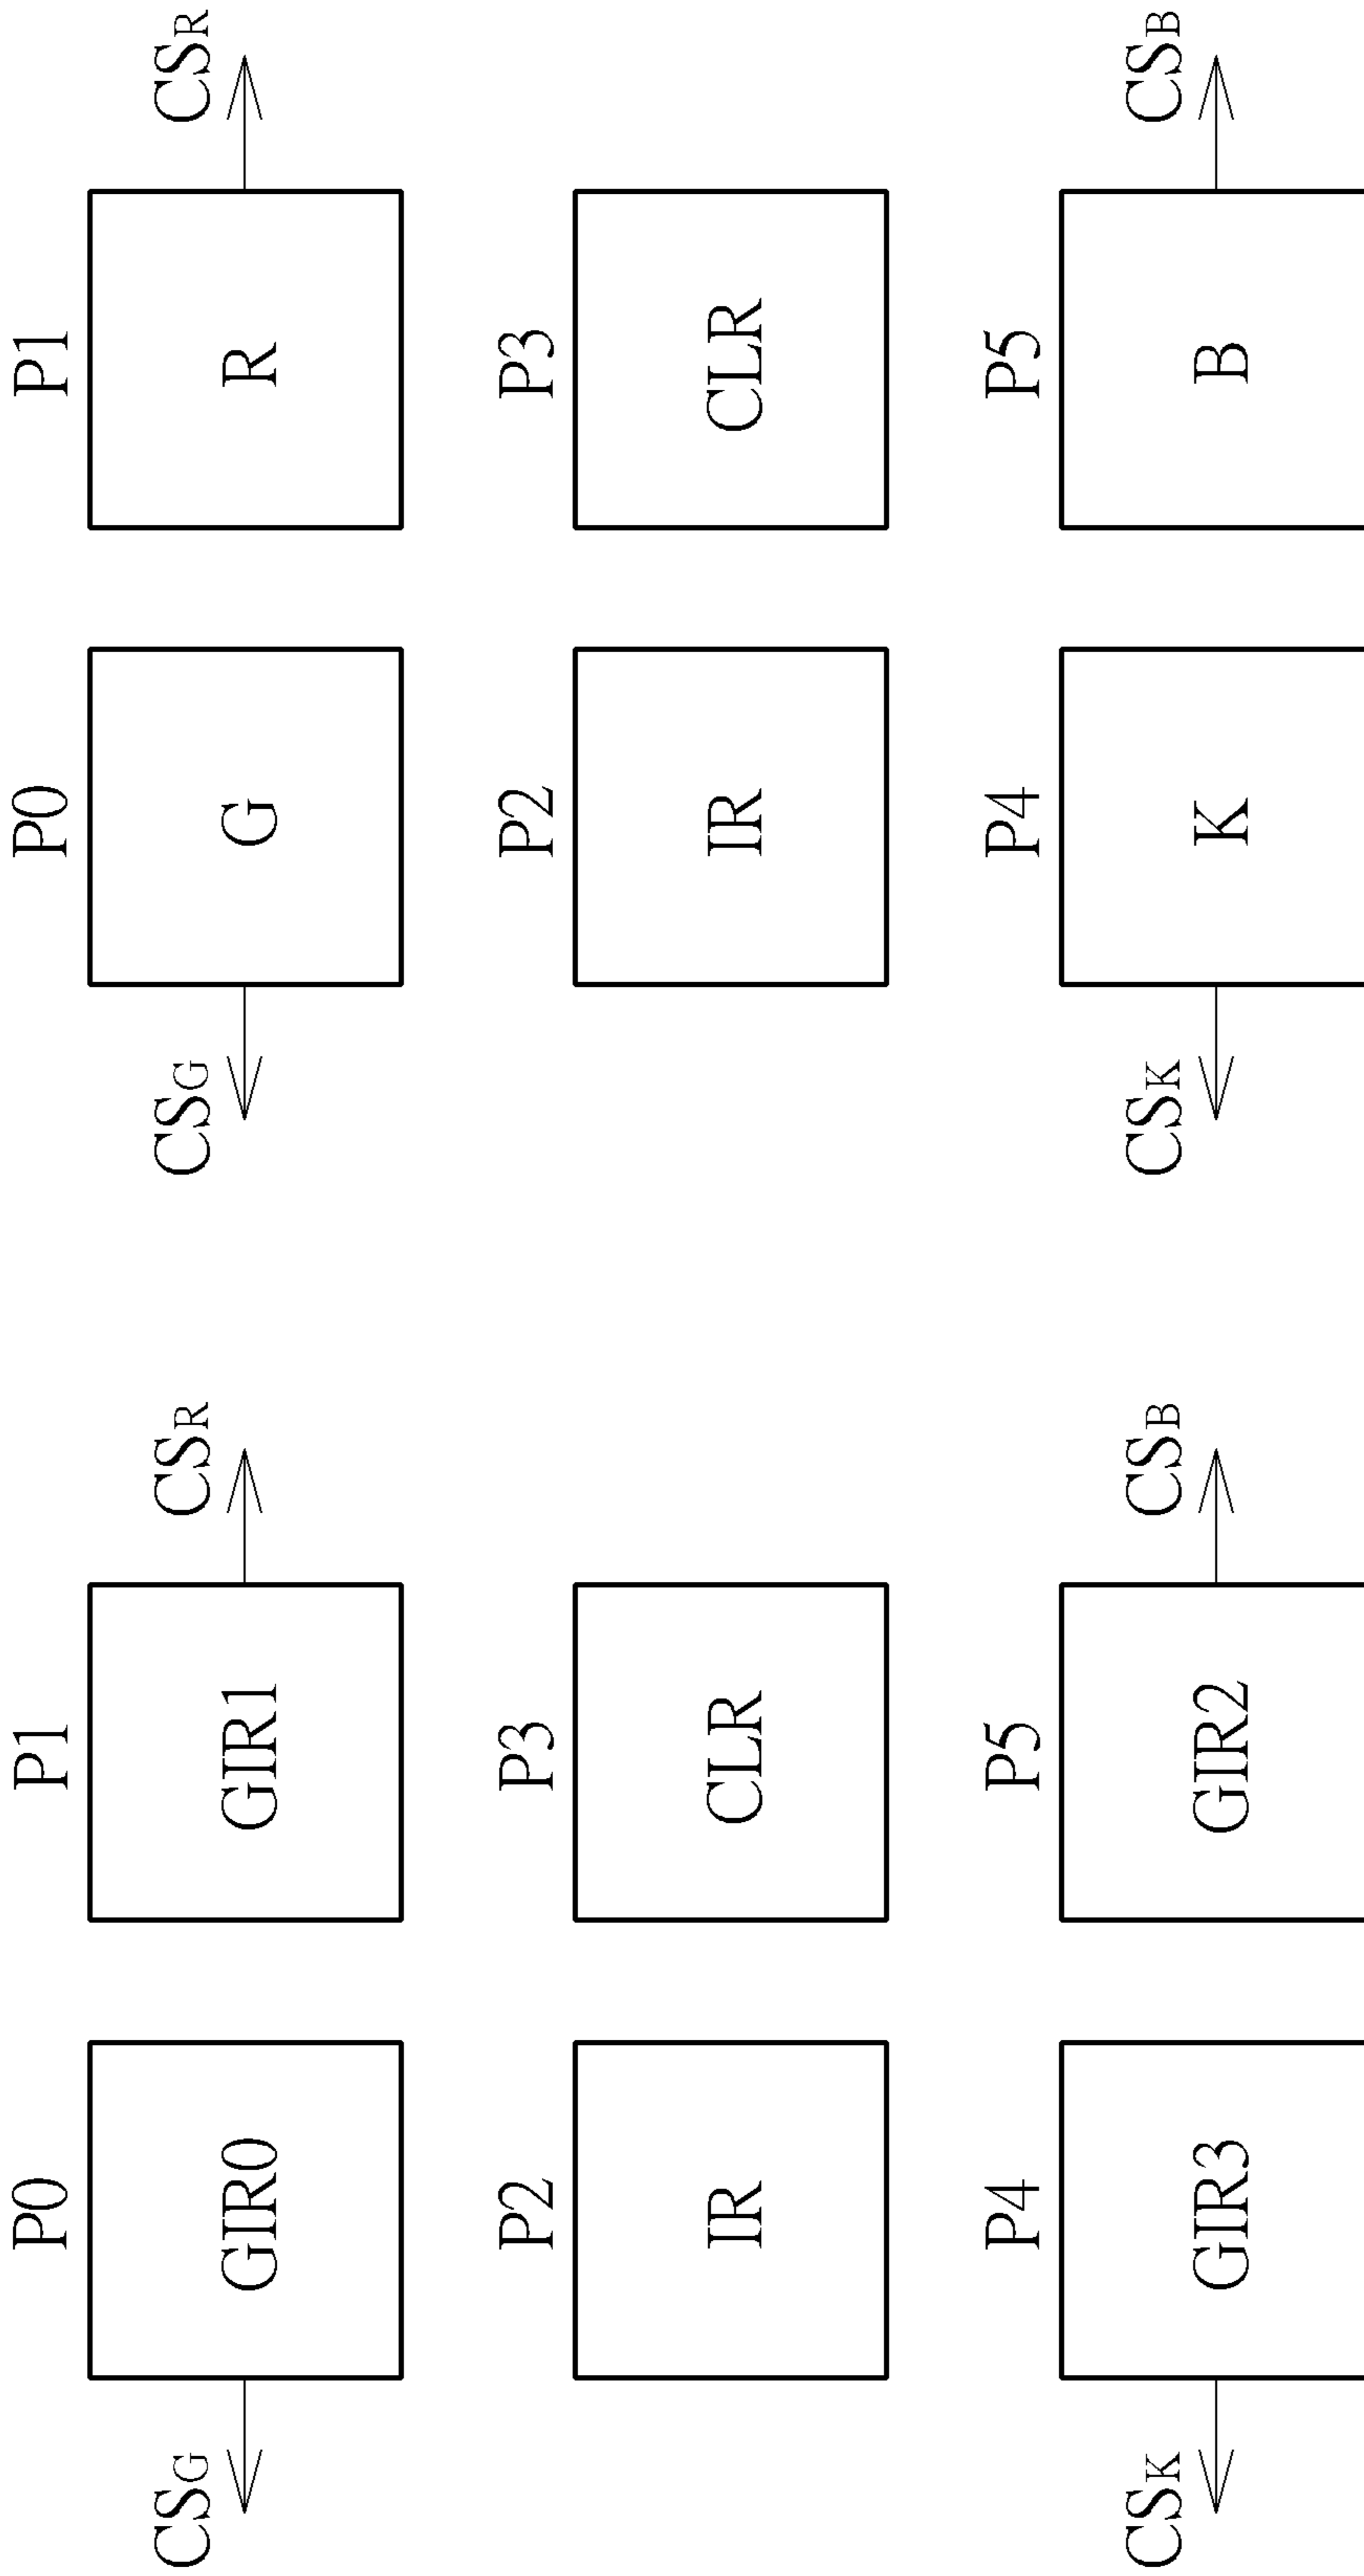 P0 P1 P0 P1
CSG GIR0 GIR1 CSR CSG G R CSR
P2 P3 P2 P3
IR CLR IR CLR
P4 P5 P4 P5
CSK GIR3 GIR2 CSB CSK K B CSB